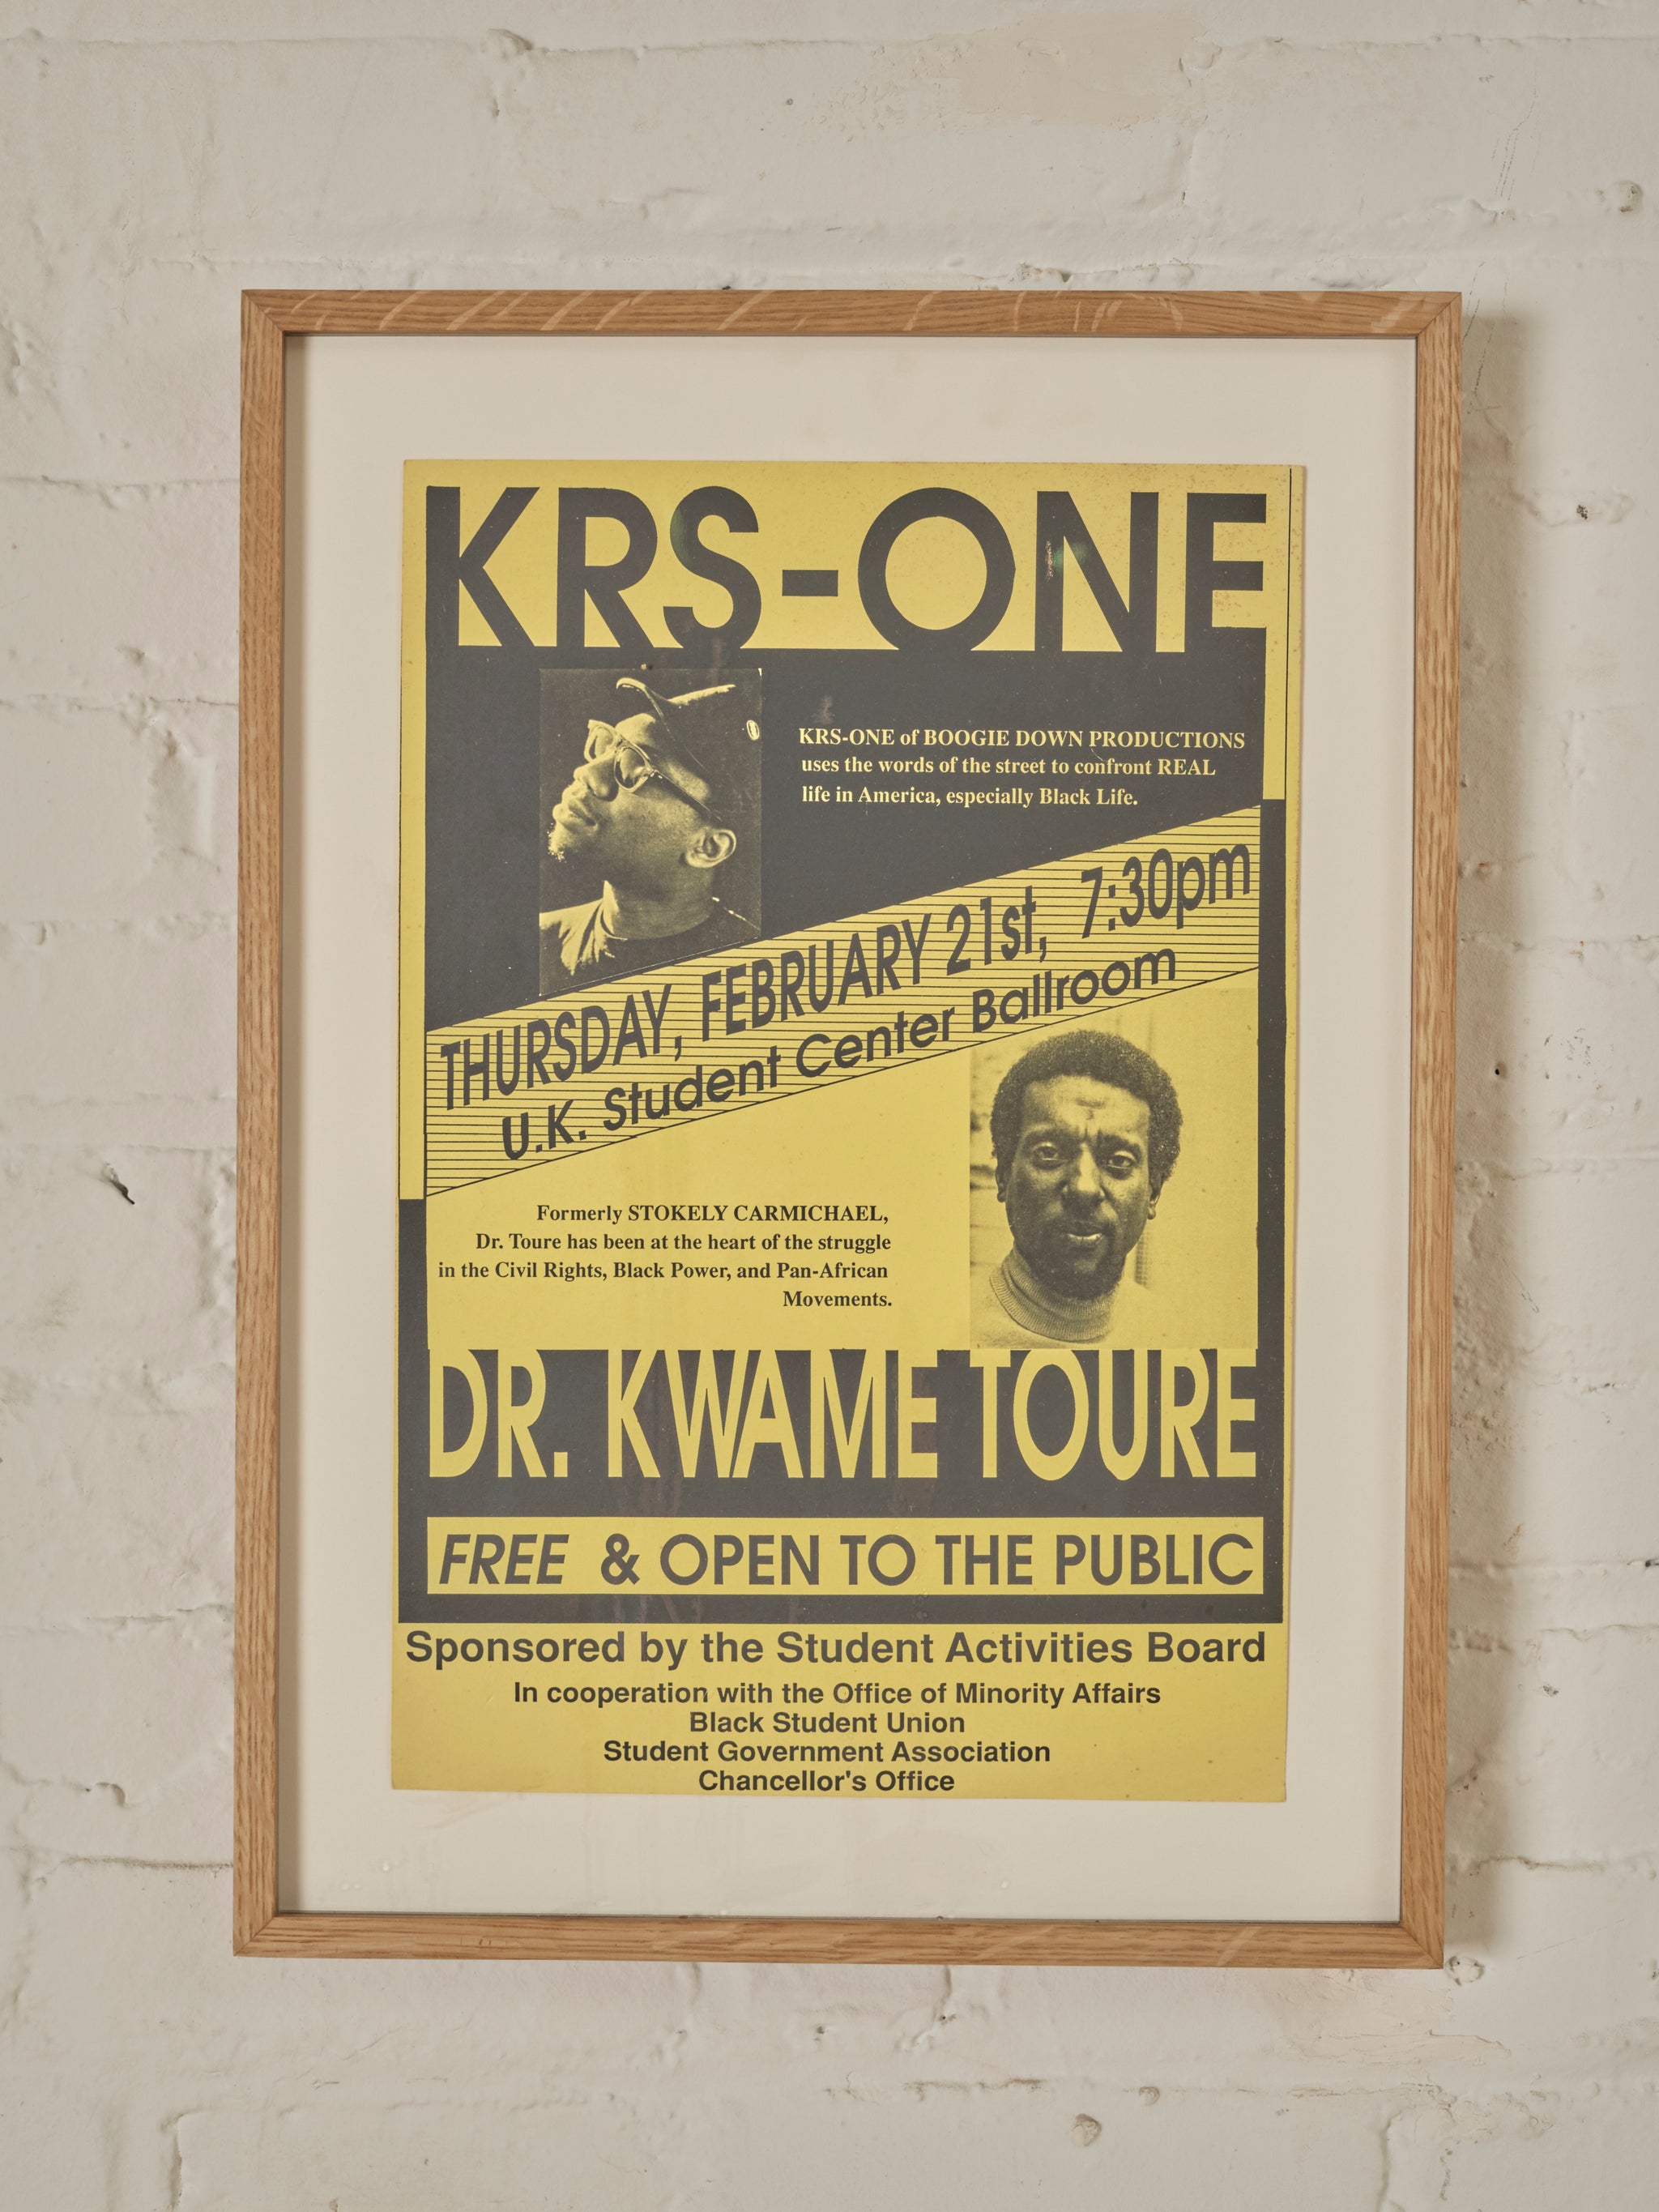 KRS-ONE
KRS-ONE of BOOGIE DOWN PRODUCTIONS
uses the words of the street to confront REAL
life in America, especially Black Life.
THURSDAY, FEBRUARY 21st, 7:30pm
U.K. Student Center Ballroom
Formerly STOKELY CARMICHAEL,
Dr. Toure has been at the heart of the struggle
in the Civil Rights, Black Power, and Pan-African
Movements.
DR. KWAME TOURE
FREE & OPEN TO THE PUBLIC
Sponsored by the Student Activities Board
In cooperation with the Office of Minority Affairs
Black Student Union
Student Government Association
Chancellor's Office